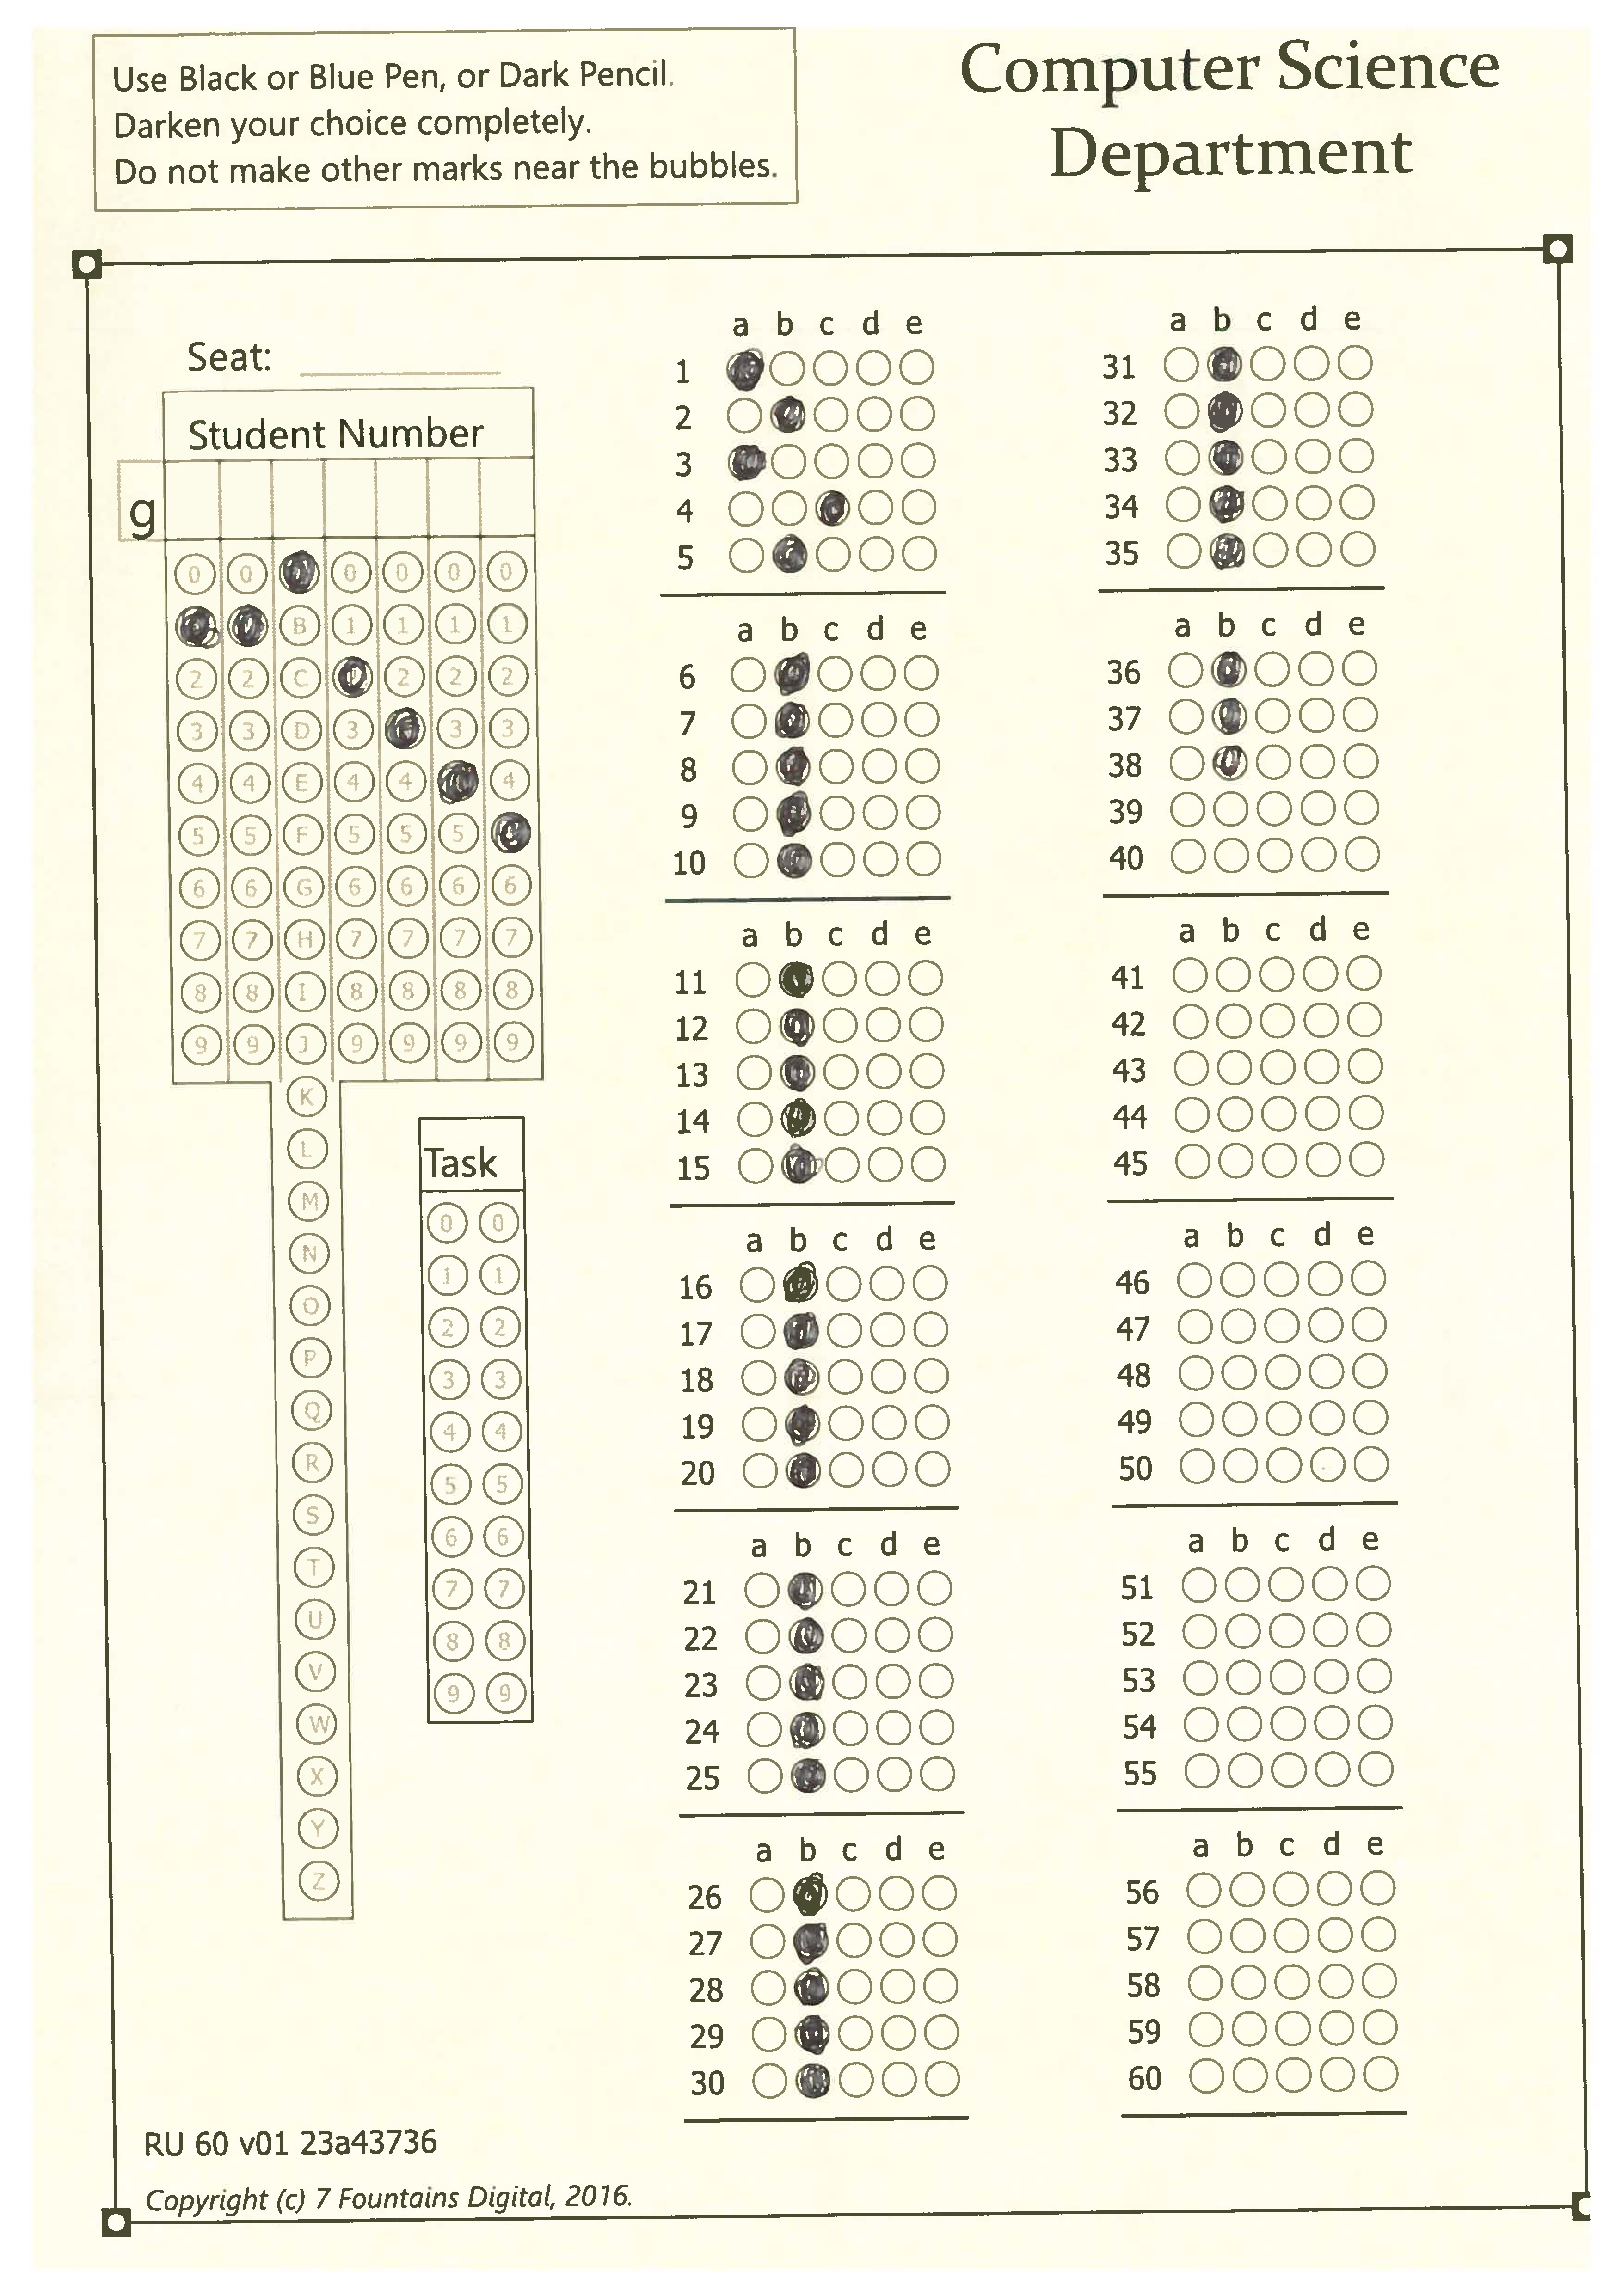 Use Black or Blue Pen, or Dark Pencil.
Darken your choice completely.
Do not make other marks near the bubbles.
Computer Science
Department
Seat:
Student Number
g
0 0 0 0 0 0
B 1 1 1 1
2 2 C 2 2 2
3 3 D 3 3 3
4 4 E 4 4 4
5 5 F 5 5 5
6 6 G 6 6 6 6
7 7 H 7 7 7 7
8 8 I 8 8 8 8
9 9 J 9 9 9 9
K
L
M
N
O
P
Q
R
S
T
U
V
W
X
Y
Z
Task
0 0
1 1
2 2
3 3
4 4
5 5
6 6
7 7
8 8
9 9
a b c d e
1
2
3
4
5
a b c d e
6
7
8
9
10
a b c d e
11
12
13
14
15
a b c d e
16
17
18
19
20
a b c d e
21
22
23
24
25
a b c d e
26
27
28
29
30
a b c d e
31
32
33
34
35
a b c d e
36
37
38
39
40
a b c d e
41
42
43
44
45
a b c d e
46
47
48
49
50
a b c d e
51
52
53
54
55
a b c d e
56
57
58
59
60
RU 60 v01 23a43736
Copyright (c) 7 Fountains Digital, 2016.